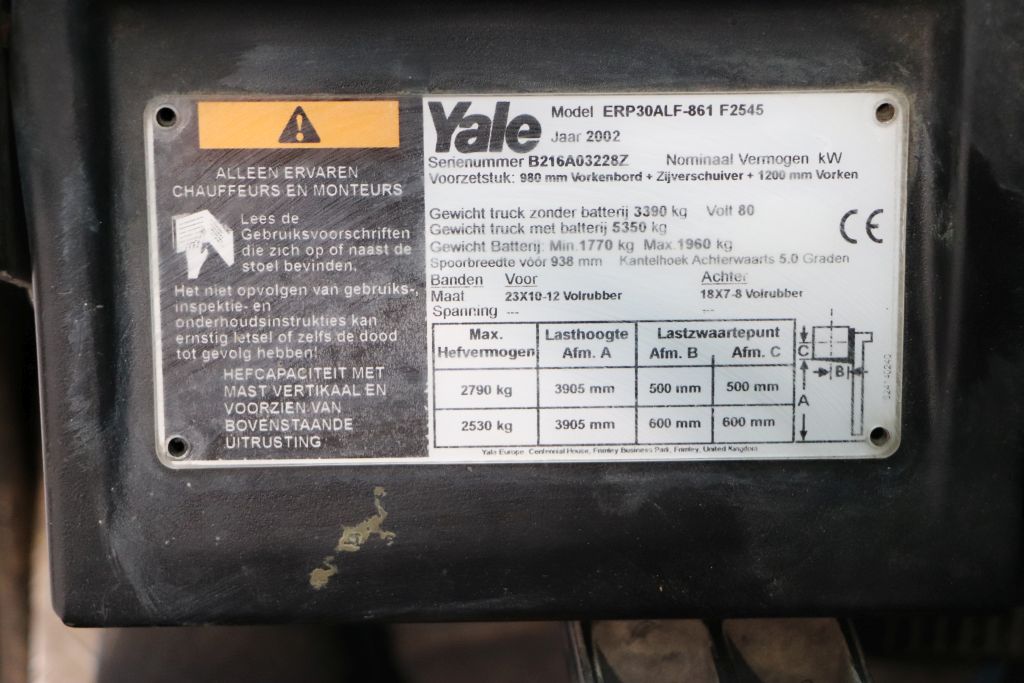 ALLEEN ERVAREN
CHAUFFEURS EN MONTEURS
Lees de
Gebruiksvoorschriften
die zich op of naast de
stoel bevinden.
Het niet opvolgen van gebruiks-,
inspektie- en
onderhoudsinstrukties kan
ernstig letsel of zelfs de dood
tot gevolg hebben!
HEFCAPACITEIT MET
MAST VERTIKAAL EN
VOORZIEN VAN
BOVENSTAANDE
UITRUSTING
Yale
Model ERP30ALF-861 F2545
Jaar 2002
Serienummer B216A03228Z Nominaal Vermogen kW
Voorzetstuk: 980 mm Vorkenbord + Zijverschuiver + 1200 mm Vorken
Gewicht truck zonder batterij 3390 kg Volt 80
Gewicht truck met batterij 5350 kg
Gewicht Batterij: Min.1770 kg Max.1960 kg
Spoorbreedte vóór 938 mm Kantelhoek Achterwaarts 5.0 Graden
CE
Banden Voor Achter
Maat 23X10-12 Volrubber 18X7-8 Volrubber
Spanning --- ---
Max. Hefvermogen Lasthoogte Afm. A Lastzwaartepunt
Afm. B Afm. C
2790 kg 3905 mm 500 mm 500 mm
2530 kg 3905 mm 600 mm 600 mm
C
B
A
Yale Europe, Centennial House, Frimley Business Park, Frimley, United Kingdom